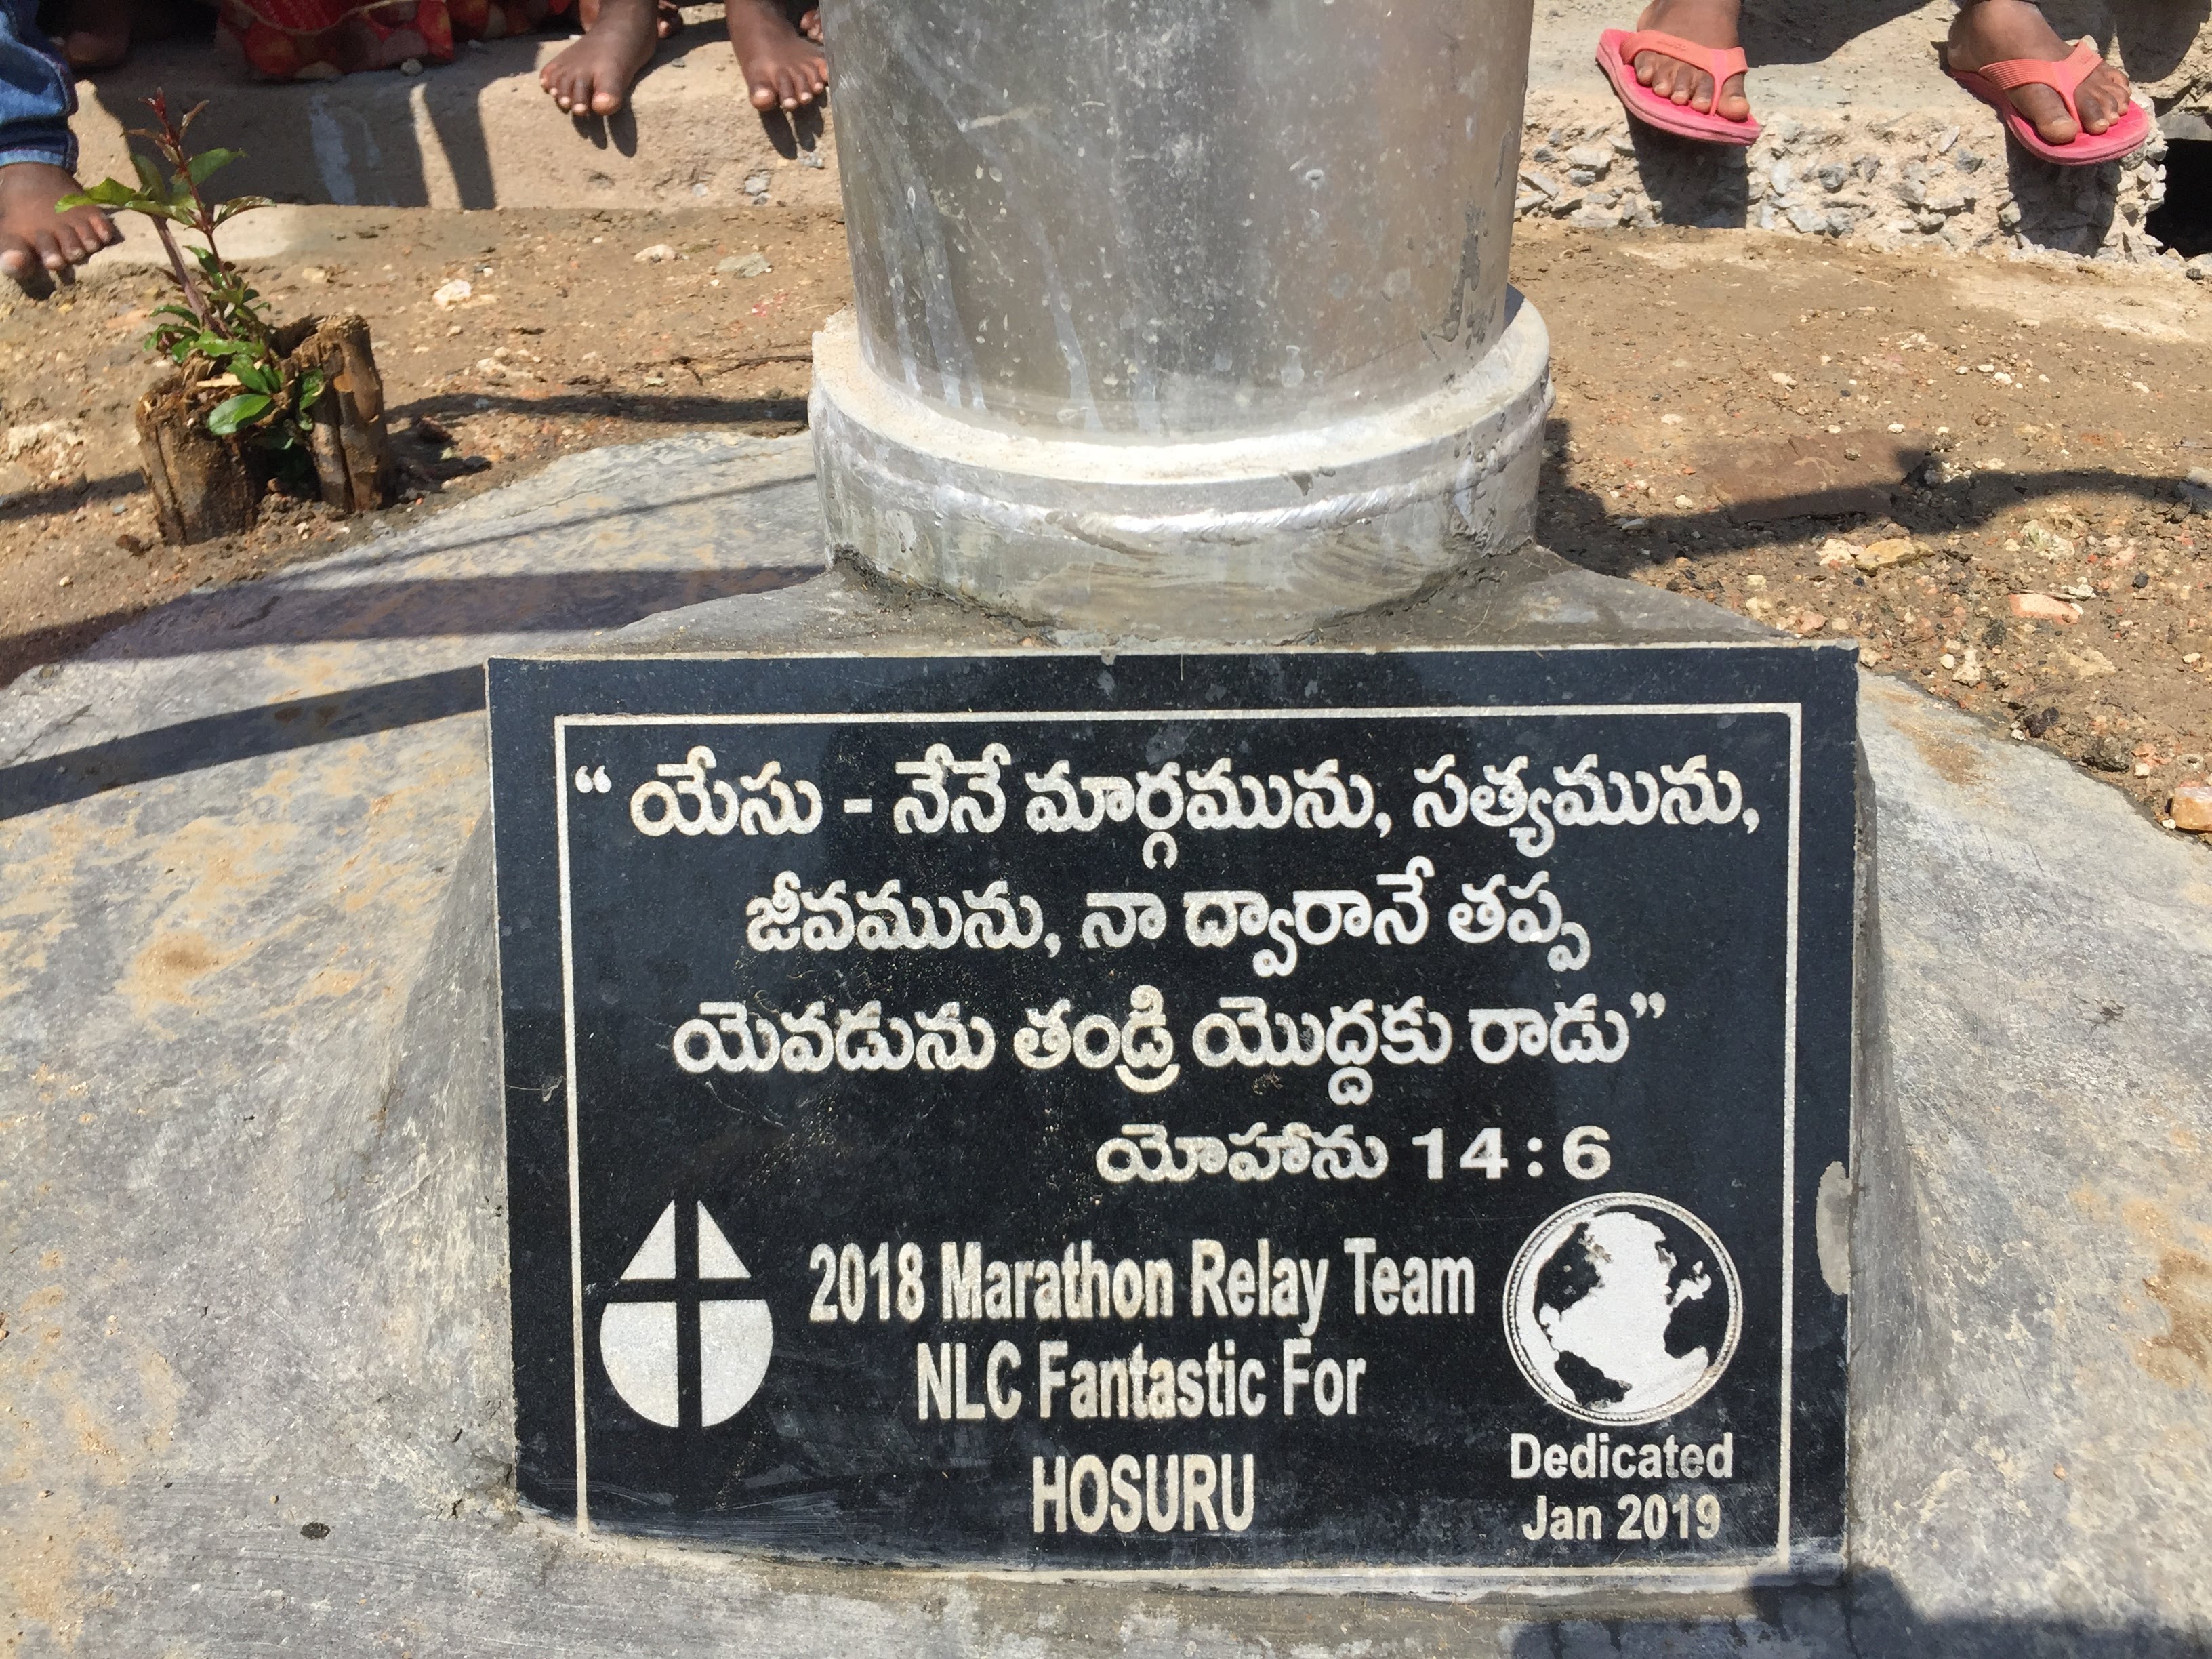 “ యేసు - నేనే మార్గమును, సత్యమును,
జీవమును, నా ద్వారానే తప్ప
యెవడును తండ్రి యొద్దకు రాడు”
యోహాను 14 : 6
2018 Marathon Relay Team
NLC Fantastic For
HOSURU
Dedicated
Jan 2019